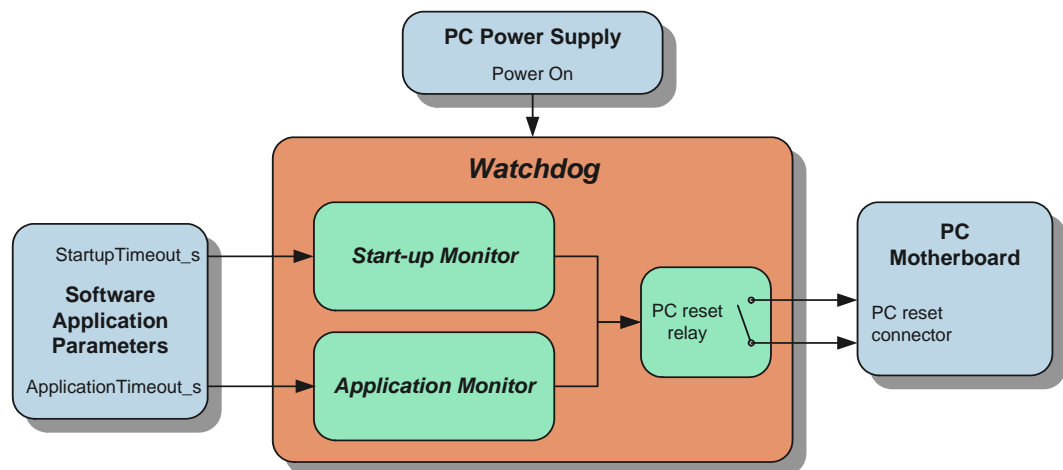 PC Power Supply
Power On
Watchdog
StartupTimeout_s
Software
Application
Parameters
ApplicationTimeout_s
Start-up Monitor
Application Monitor
PC reset
relay
PC
Motherboard
PC reset
connector